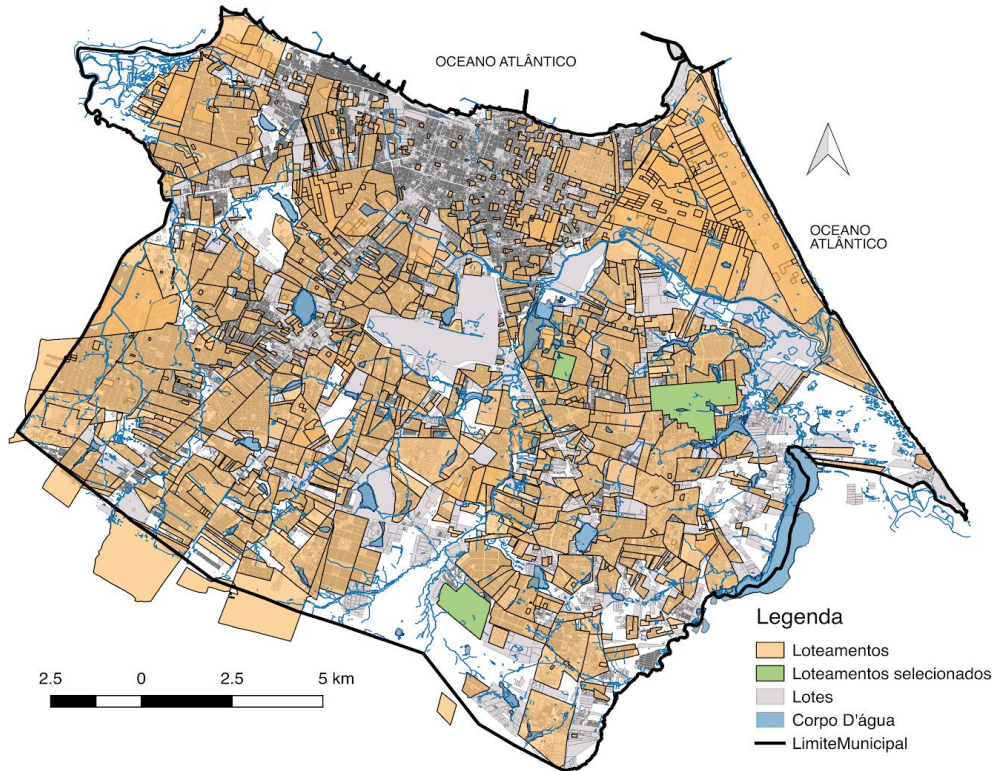 OCEANO ATLÂNTICO
OCEANO
ATLÂNTICO
Legenda
Loteamentos
Loteamentos selecionados
Lotes
Corpo D'água
LimiteMunicipal
2.5 0 2.5 5 km